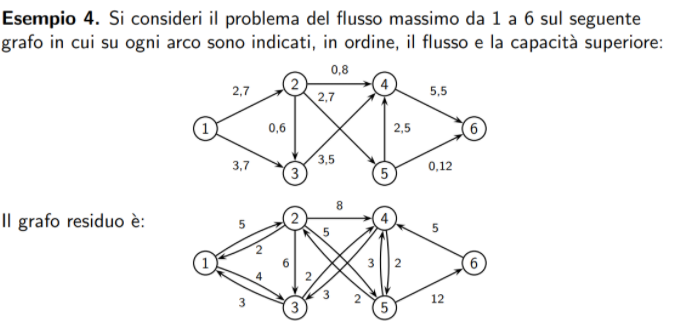 Esempio 4. Si consideri il problema del flusso massimo da 1 a 6 sul seguente
grafo in cui su ogni arco sono indicati, in ordine, il flusso e la capacità superiore:
0,8
2 4
2,7 2,7 5,5
1 0,6 2,5 6
3,7 3,5 0,12
3 5
Il grafo residuo è:
8
5 2 5 4 5
2
1 6 3 2 6
4 2
3 3 2 12
3 5